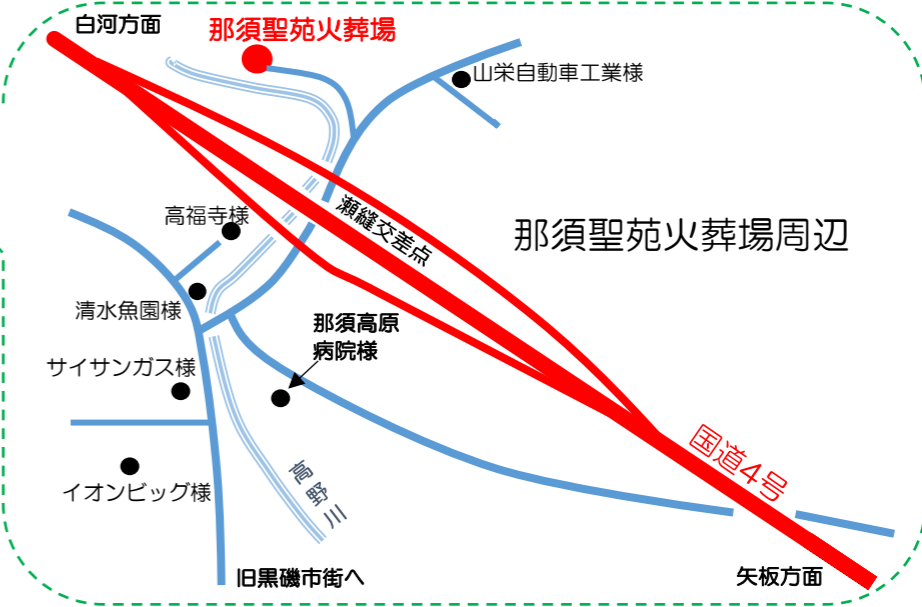 白河方面
那須聖苑火葬場
山栄自動車工業様
高福寺様
瀬縫交差点
那須聖苑火葬場周辺
清水魚園様
那須高原
病院様
サイサンガス様
国道4号
高野川
イオンビッグ様
旧黒磯市街へ
矢板方面